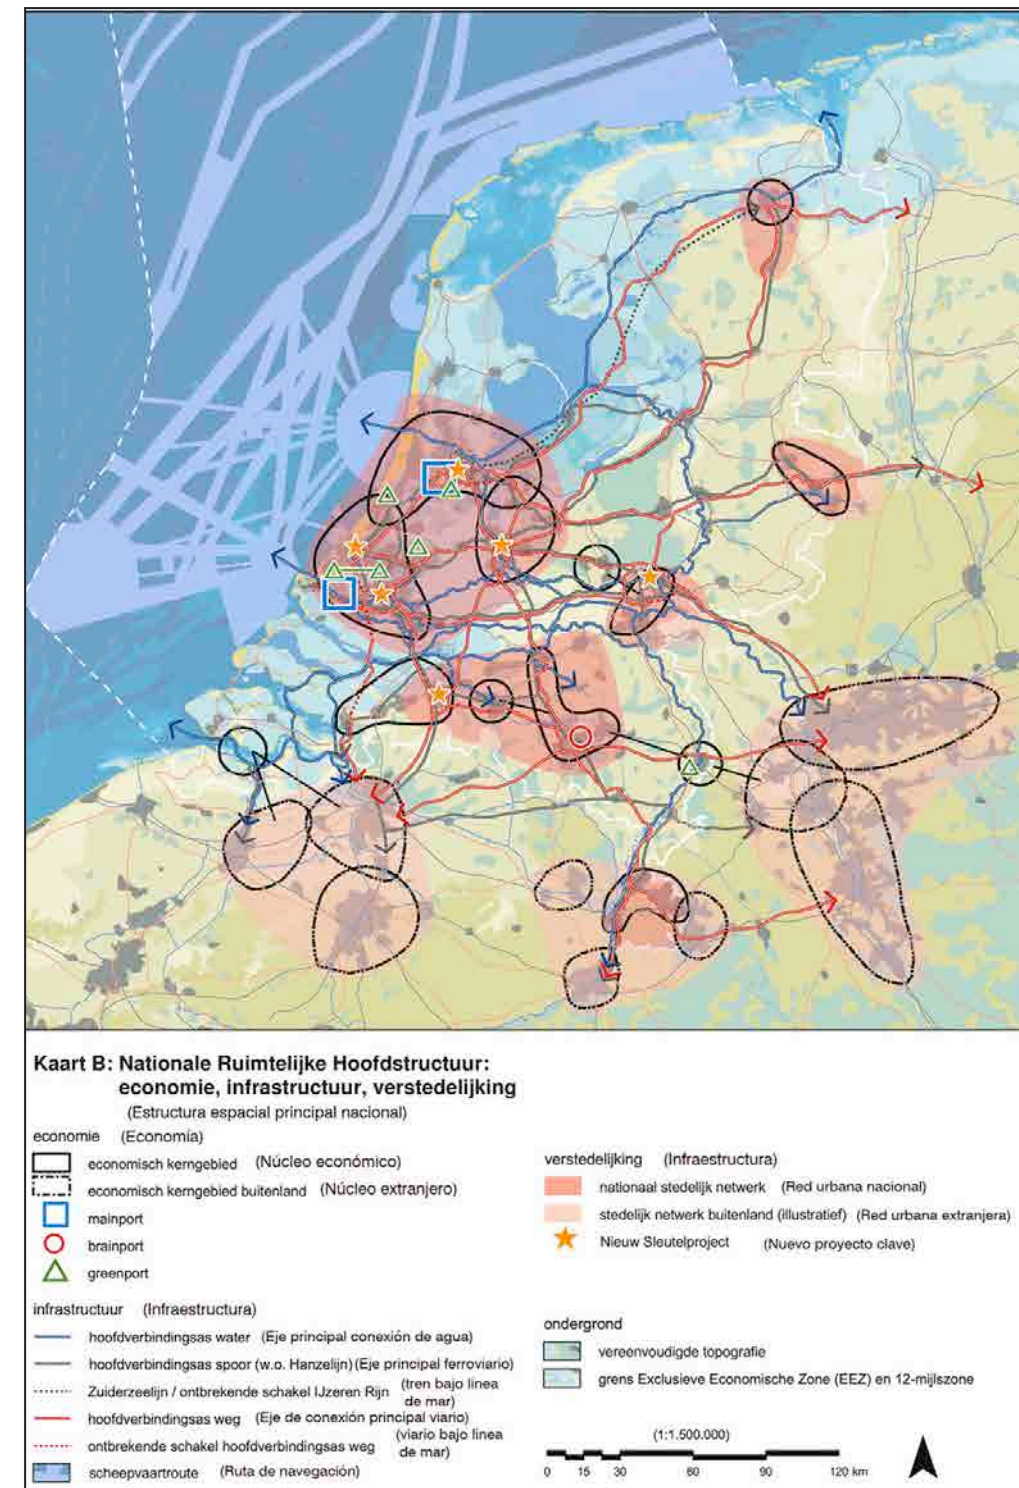 Kaart B: Nationale Ruimtelijke Hoofdstructuur:
economie, infrastructuur, verstedelijking
(Estructura espacial principal nacional)
economie (Economía)
economisch kerngebied (Núcleo económico)
economisch kerngebied buitenland (Núcleo extranjero)
mainport
brainport
greenport
infrastructuur (Infraestructura)
hoofdverbindingsas water (Eje principal conexión de agua)
hoofdverbindingsas spoor (w.o. Hanzelijn) (Eje principal ferroviario)
Zuiderzeelijn / ontbrekende schakel IJzeren Rijn (tren bajo línea
de mar)
hoofdverbindingsas weg (Eje de conexión principal viario)
ontbrekende schakel hoofdverbindingsas weg (viario bajo linea
de mar)
scheepvaartroute (Ruta de navegación)
verstedelijking (Infraestructura)
nationaal stedelijk netwerk (Red urbana nacional)
stedelijk netwerk buitenland (illustratief) (Red urbana extranjera)
Nieuw Sleutelproject (Nuevo proyecto clave)
ondergrond
vereenvoudigde topografie
grens Exclusieve Economische Zone (EEZ) en 12-mijlszone
(1:1.500.000)
0 15 30 60 90 120 km